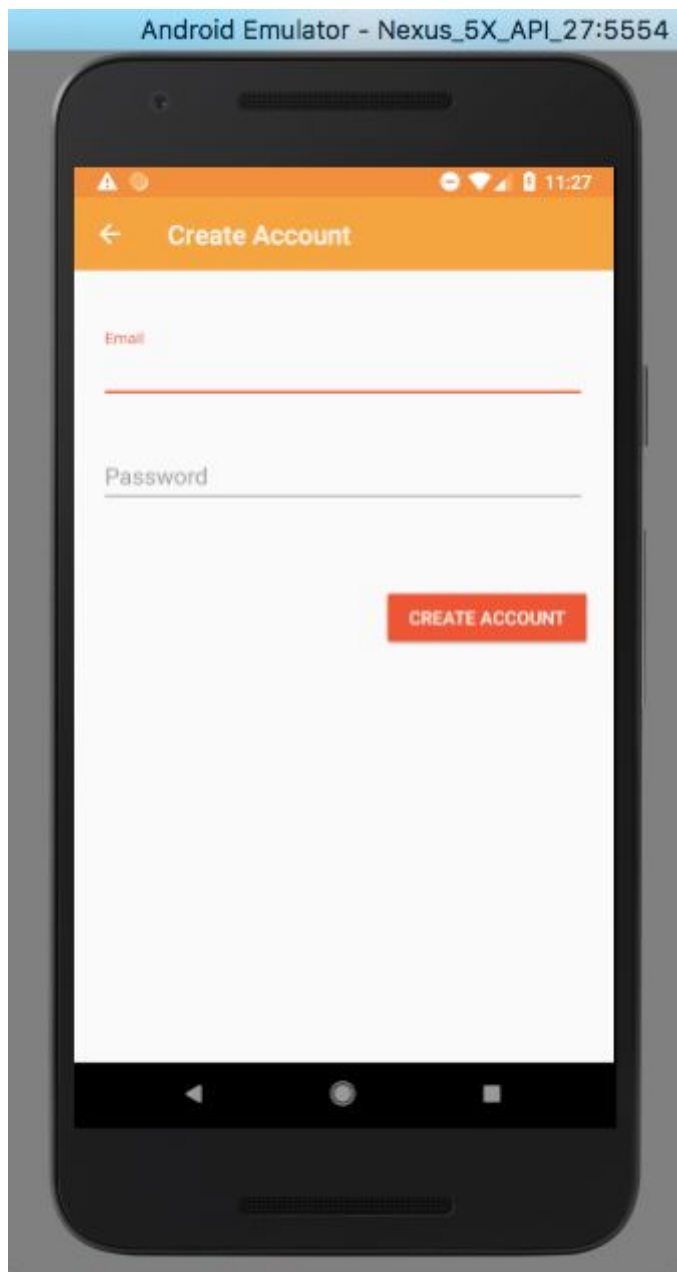 Android Emulator - Nexus_5X_API_27:5554
11:27
Create Account
Email
Password
CREATE ACCOUNT